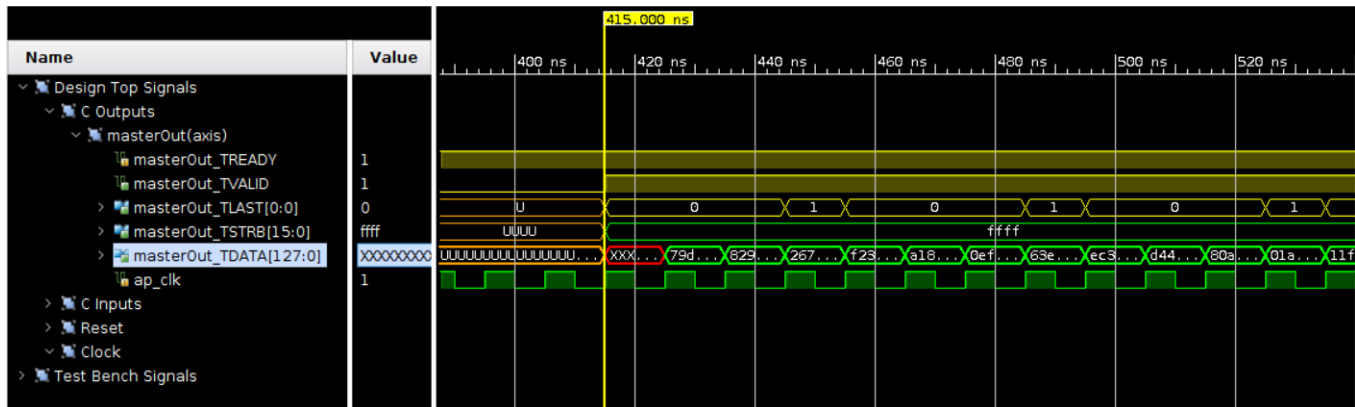 415.000 ns
Name Value
400 ns 420 ns 440 ns 460 ns 480 ns 500 ns 520 ns
Design Top Signals
C Outputs
masterOut(axis)
masterOut_TREADY 1
masterOut_TVALID 1
masterOut_TLAST[0:0] 0 U 0 1 0 1 0 1
masterOut_TSTRB[15:0] ffff UUUU ffff
masterOut_TDATA[127:0] XXXXXXXX UUUUUUUUUUUUUUUU... XXX... 79d... 829... 267... f23... a18... 0ef... 63e... ec3... d44... 80a... 01a... 11f
ap_clk 1
C Inputs
Reset
Clock
Test Bench Signals